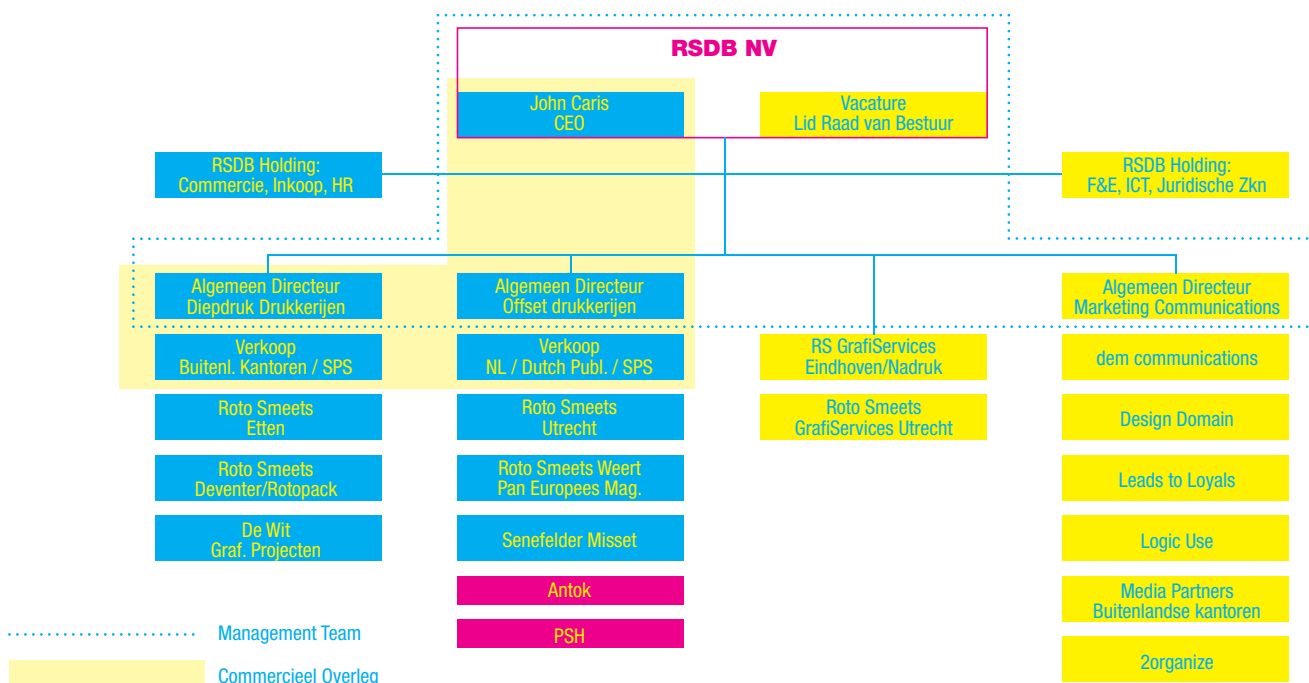 RSDB NV
John Caris
CEO
Vacature
Lid Raad van Bestuur
RSDB Holding:
Commercie, Inkoop, HR
RSDB Holding:
F&E, ICT, Juridische Zkn
Algemeen Directeur
Diepdruk Drukkerijen
Algemeen Directeur
Offset drukkerijen
Algemeen Directeur
Marketing Communications
Verkoop
Buitenl. Kantoren / SPS
Verkoop
NL / Dutch Publ. / SPS
RS GrafiServices
Eindhoven/Nadruk
dem communications
Roto Smeets
Etten
Roto Smeets
Utrecht
Roto Smeets
GrafiServices Utrecht
Design Domain
Roto Smeets
Deventer/Rotopack
Roto Smeets Weert
Pan Europees Mag.
Leads to Loyals
De Wit
Graf. Projecten
Senefelder Misset
Logic Use
Antok
Media Partners
Buitenlandse kantoren
PSH
2organize
Management Team
Commercieel Overleg